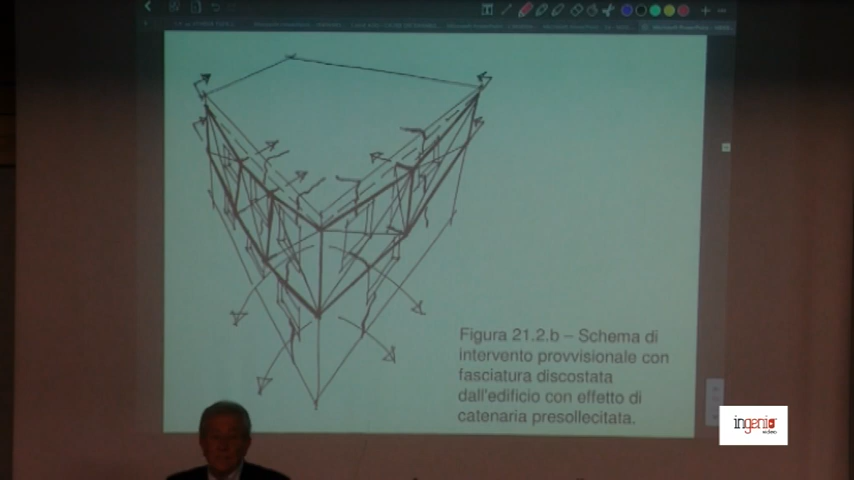 Figura 21.2.b – Schema di
intervento provvisionale con
fasciatura discostata
dall'edificio con effetto di
catenaria presollecitata.
ingenio